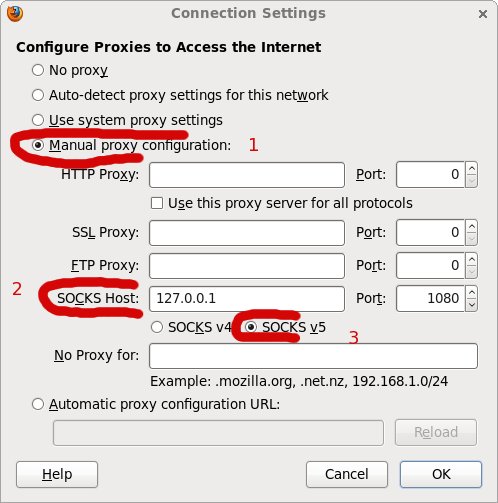 Connection Settings
Configure Proxies to Access the Internet
No proxy
Auto-detect proxy settings for this network
Use system proxy settings
Manual proxy configuration: 1
HTTP Proxy: Port: 0
Use this proxy server for all protocols
SSL Proxy: Port: 0
FTP Proxy: Port: 0
2 SOCKS Host: 127.0.0.1 Port: 1080
SOCKS v4 SOCKS v5 3
No Proxy for:
Example: .mozilla.org, .net.nz, 192.168.1.0/24
Automatic proxy configuration URL:
Reload
Help Cancel OK